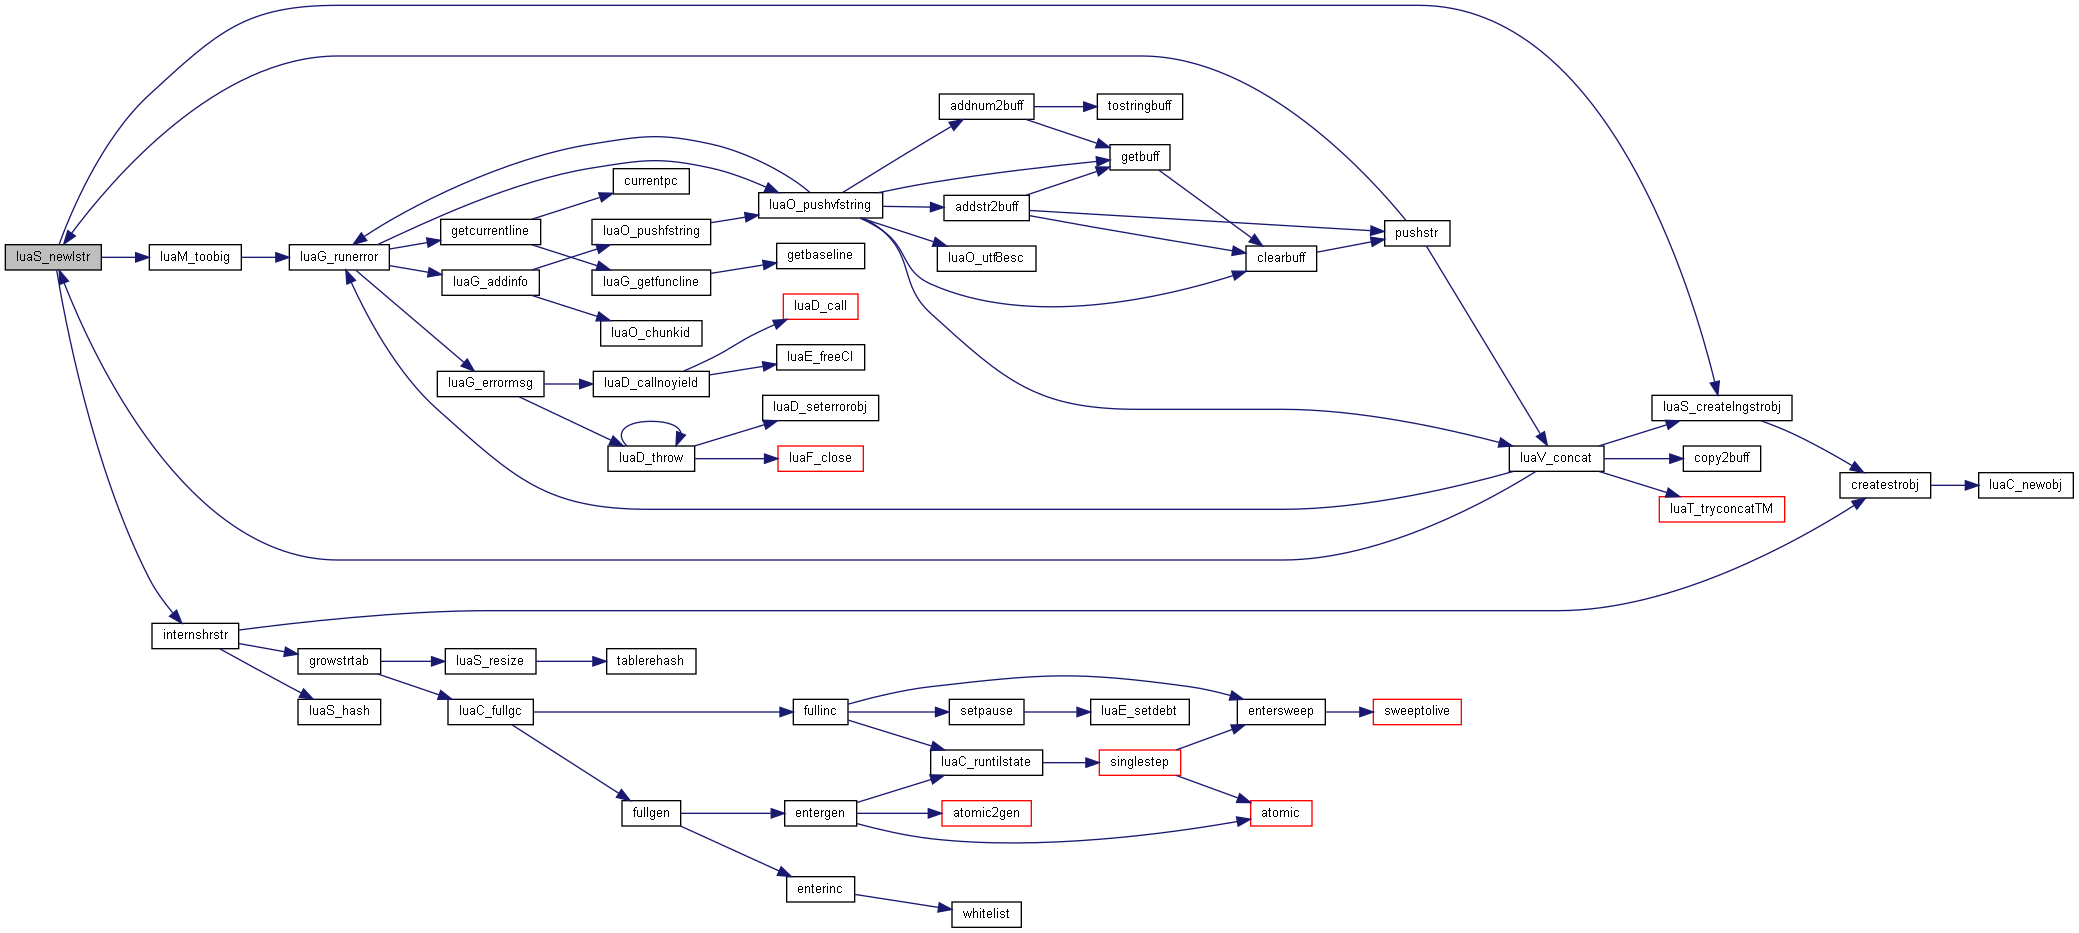 addnum2buff
tostringbuff
getbuff
currentpc
luaO_pushvfstring
addstr2buff
getcurrentline
luaO_pushfstring
pushstr
luaS_newlstr
luaM_toobig
luaG_runerror
getbaseline
luaO_utf8esc
clearbuff
luaG_addinfo
luaG_getfuncline
luaD_call
luaO_chunkid
luaE_freeCI
luaG_errormsg
luaD_callnoyield
luaD_seterrorobj
luaS_createlngstrobj
luaD_throw
luaF_close
luaV_concat
copy2buff
createstrobj
luaC_newobj
luaT_tryconcatTM
internshrstr
growstrtab
luaS_resize
tablerehash
luaS_hash
luaC_fullgc
fullinc
setpause
luaE_setdebt
entersweep
sweeptolive
luaC_runtilstate
singlestep
fullgen
entergen
atomic2gen
atomic
enterinc
whitelist